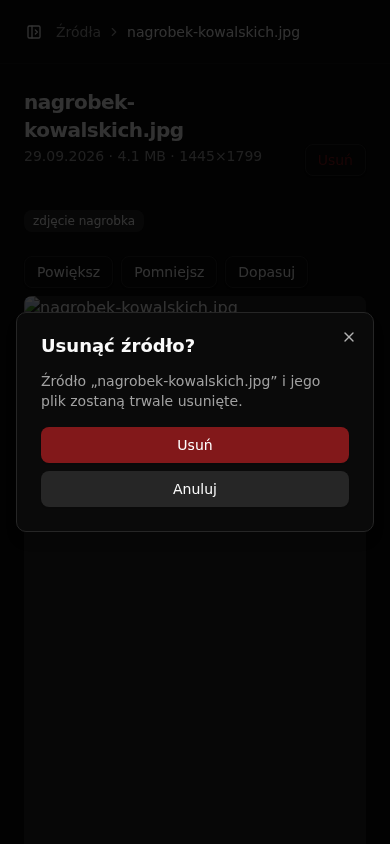 Źródła > nagrobek-kowalskich.jpg
nagrobek-
kowalskich.jpg
29.09.2026 · 4.1 MB · 1445×1799
Usuń
zdjęcie nagrobka
Powiększ Pomniejsz Dopasuj
nagrobek-kowalskich.jpg
Usunąć źródło?
Źródło „nagrobek-kowalskich.jpg” i jego
plik zostaną trwale usunięte.
Usuń
Anuluj